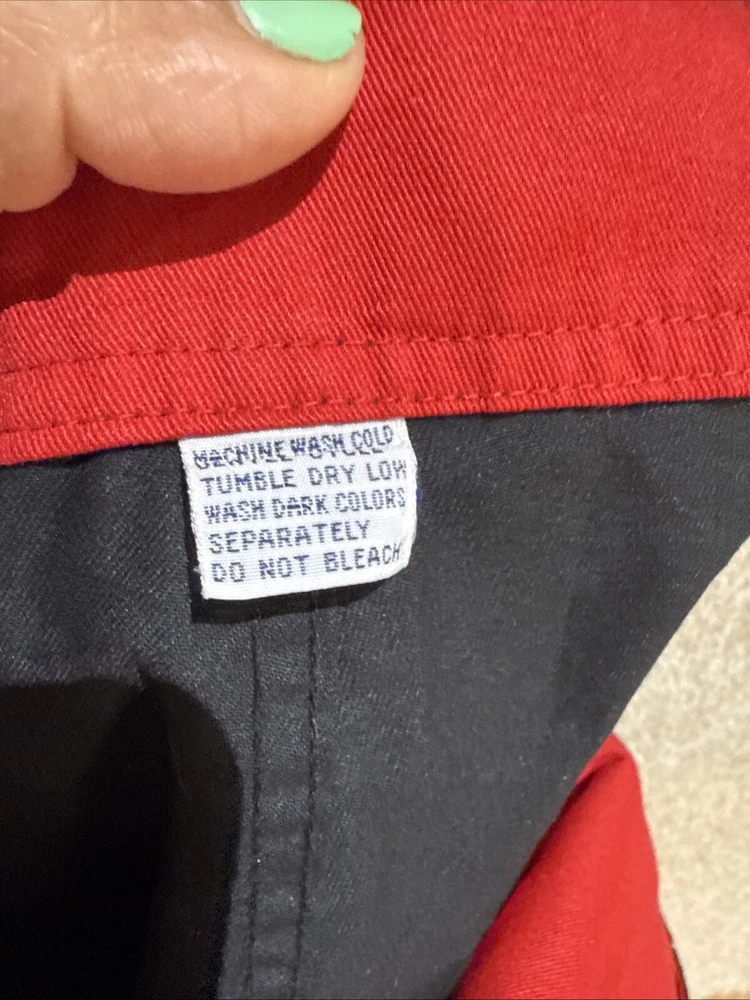 MACHINE WASH COLD
TUMBLE DRY LOW
WASH DARK COLORS
SEPARATELY
DO NOT BLEACH